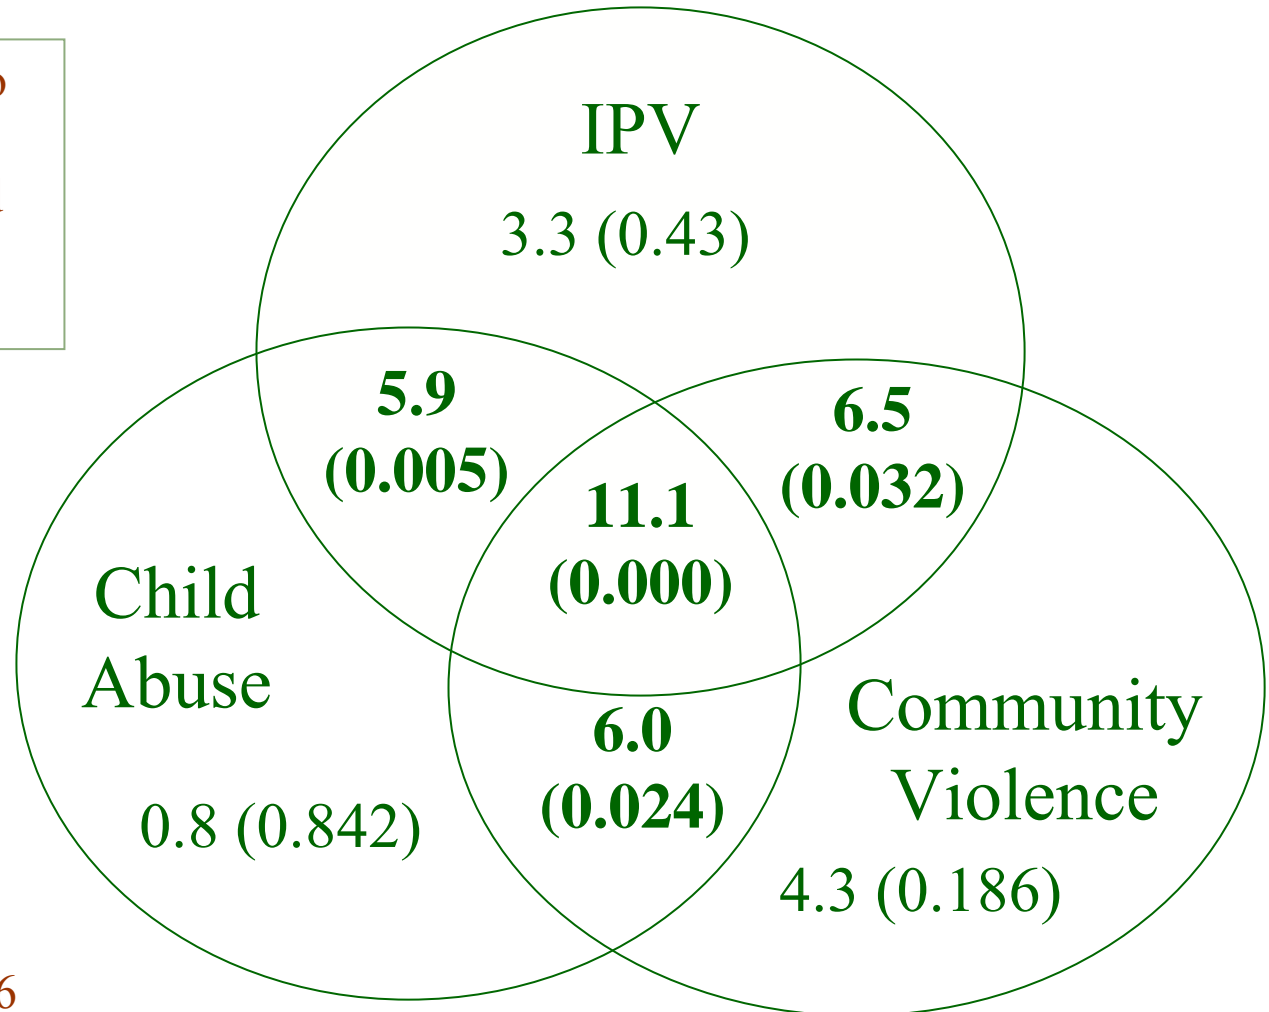 IPV
3.3 (0.43)
5.9
(0.005)
6.5
(0.032)
11.1
(0.000)
Child
Abuse
0.8 (0.842)
6.0
(0.024)
Community
Violence
4.3 (0.186)
6